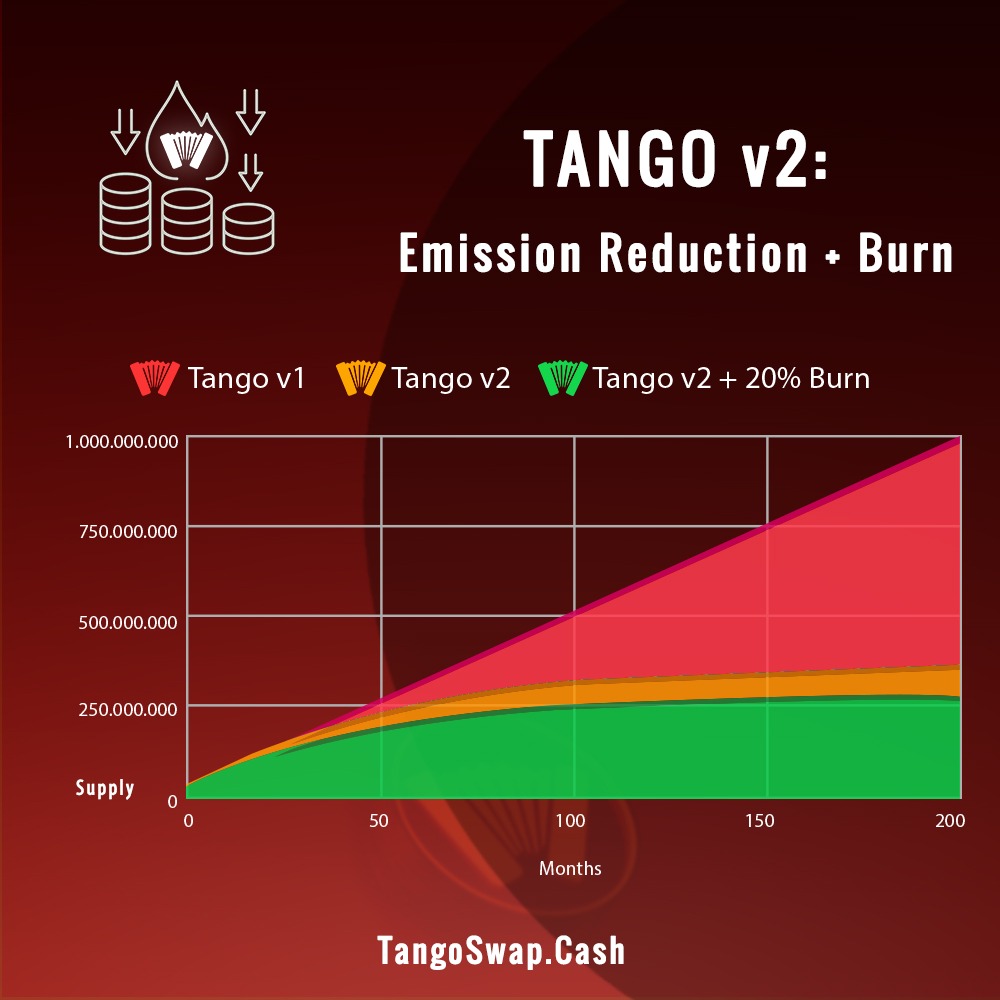 TANGO v2:
Emission Reduction + Burn
Tango v1 Tango v2 Tango v2 + 20% Burn
1.000.000.000
750.000.000
500.000.000
250.000.000
Supply
0
0 50 100 150 200
Months
TangoSwap.Cash